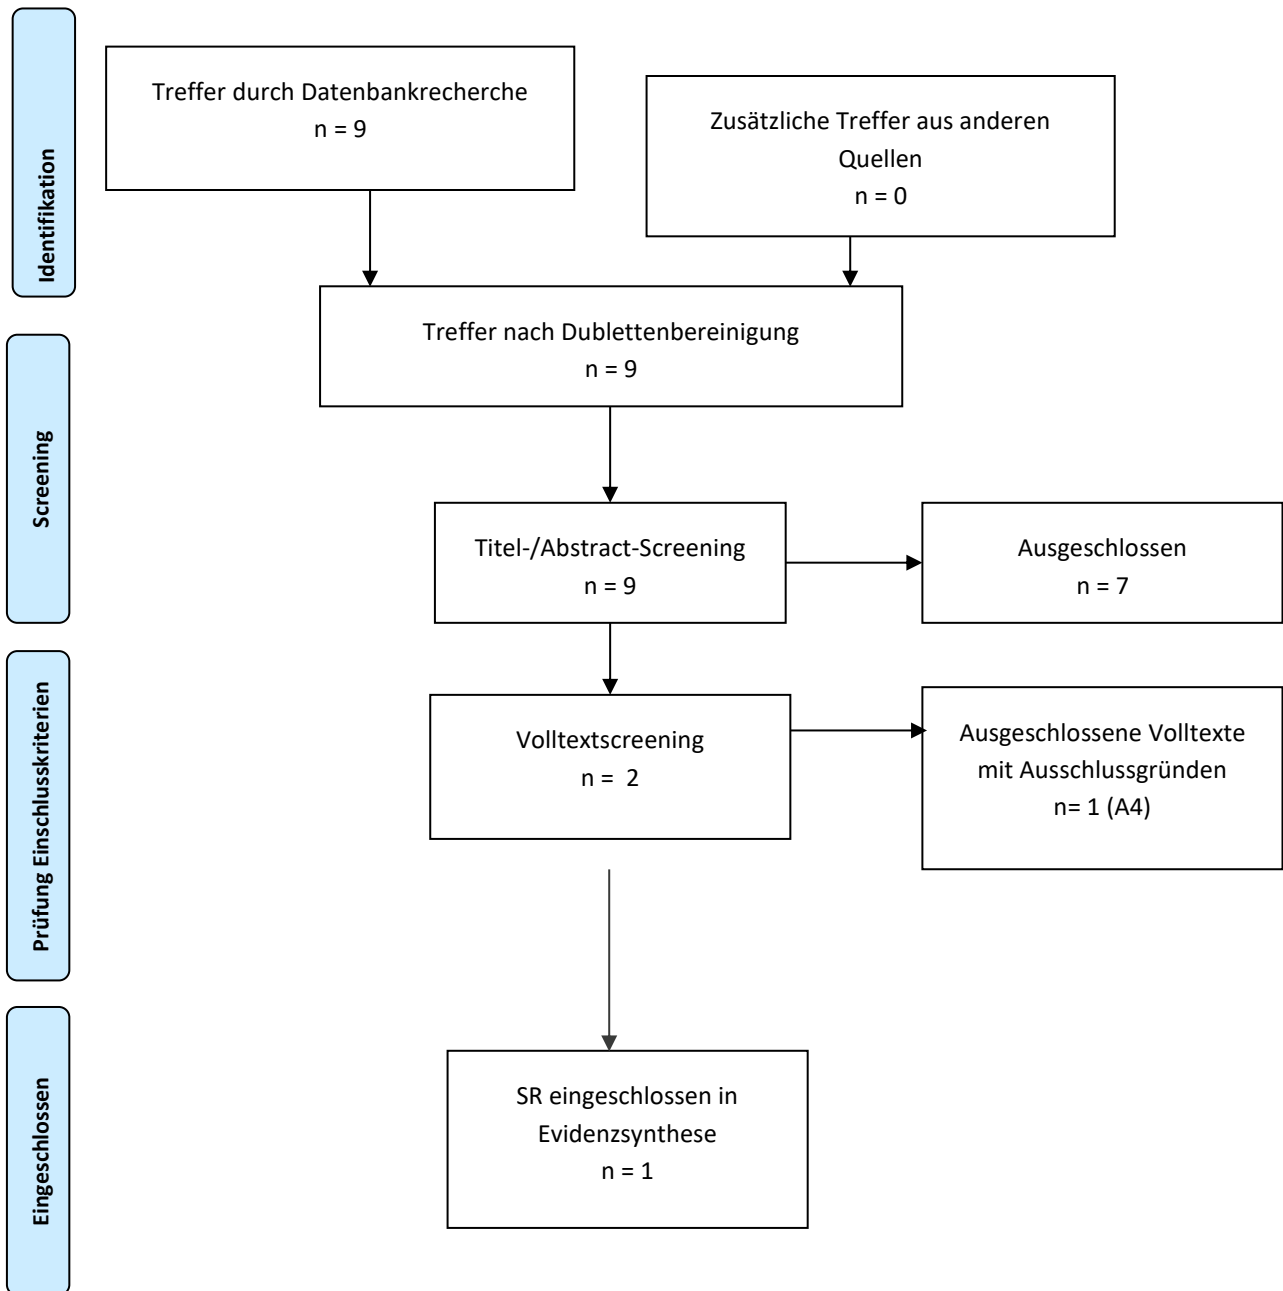 Identifikation
Treffer durch Datenbankrecherche
n = 9
Zusätzliche Treffer aus anderen
Quellen
n = 0
Treffer nach Dublettenbereinigung
n = 9
Screening
Titel-/Abstract-Screening
n = 9
Ausgeschlossen
n = 7
Prüfung Einschlusskriterien
Volltextscreening
n =  2
Ausgeschlossene Volltexte
mit Ausschlussgründen
n= 1 (A4)
Eingeschlossen
SR eingeschlossen in
Evidenzsynthese
n = 1